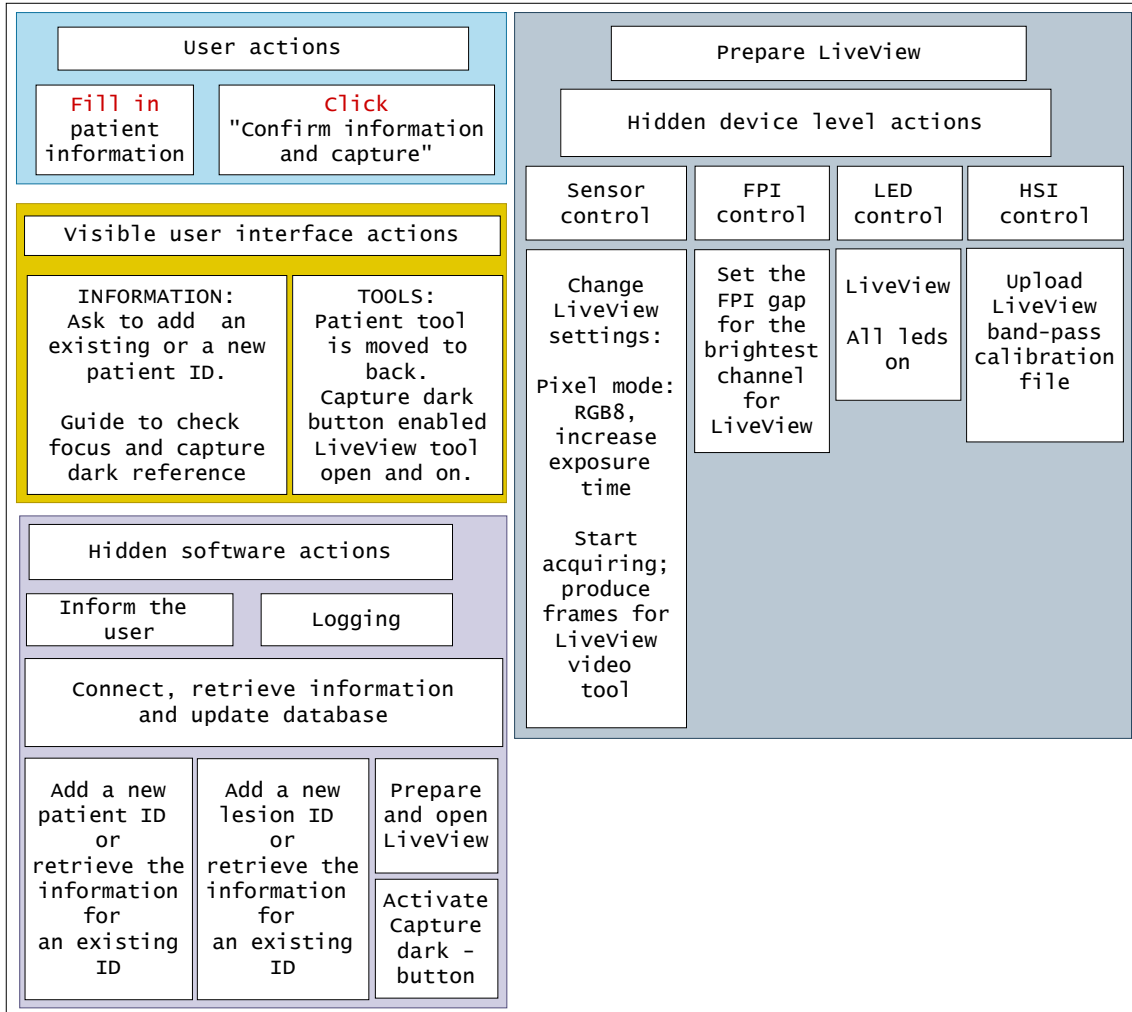 User actions
Fill in
patient
information
Click
"Confirm information
and capture"
Visible user interface actions
INFORMATION:
Ask to add an
existing or a new
patient ID.
Guide to check
focus and capture
dark reference
TOOLS:
Patient tool
is moved to
back.
Capture dark
button enabled
LiveView tool
open and on.
Hidden software actions
Inform the
user
Logging
Connect, retrieve information
and update database
Add a new
patient ID
or
retrieve the
information
for
an existing
ID
Add a new
lesion ID
or
retrieve the
information
for
an existing
ID
Prepare
and open
LiveView
Activate
Capture
dark -
button
Prepare LiveView
Hidden device level actions
Sensor
control
FPI
control
LED
control
HSI
control
Change
LiveView
settings:
Pixel mode:
RGB8,
increase
exposure
time
Start
acquiring;
produce
frames for
LiveView
video
tool
Set the
FPI gap
for the
brightest
channel
for
LiveView
LiveView
All leds
on
Upload
LiveView
band-pass
calibration
file